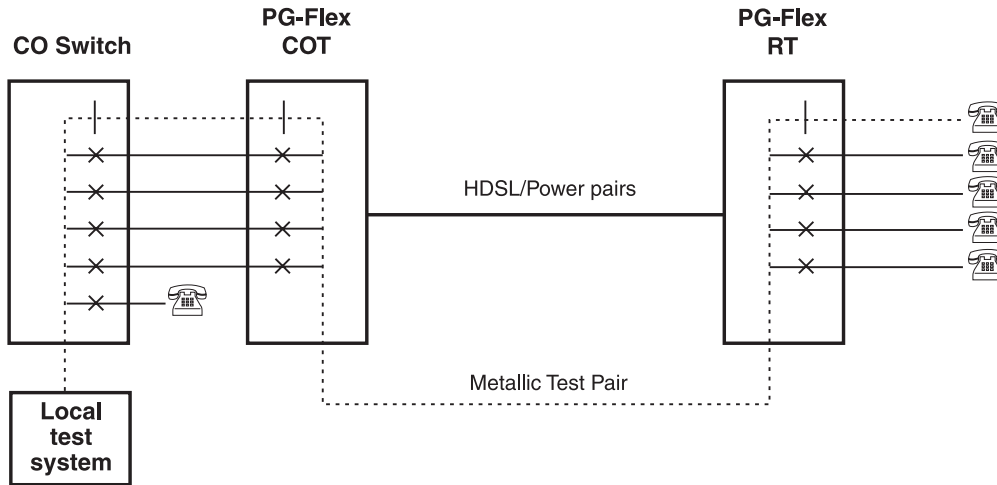 CO Switch
PG-Flex
COT
PG-Flex
RT
HDSL/Power pairs
Metallic Test Pair
Local
test
system